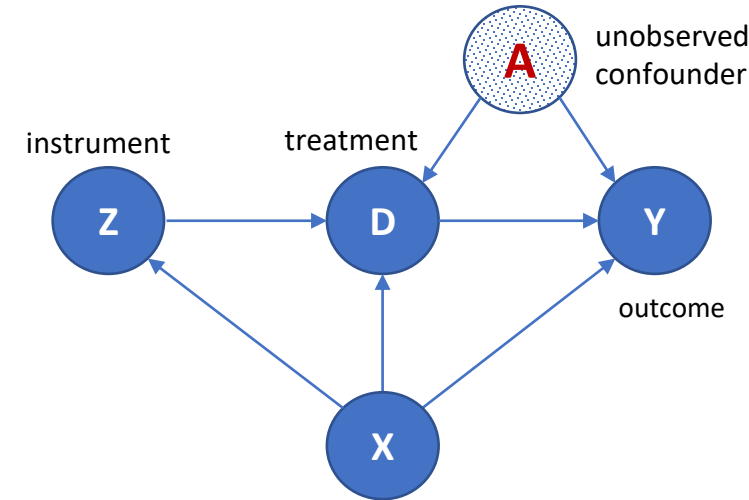 A
unobserved
confounder
instrument
treatment
Z
D
Y
outcome
X